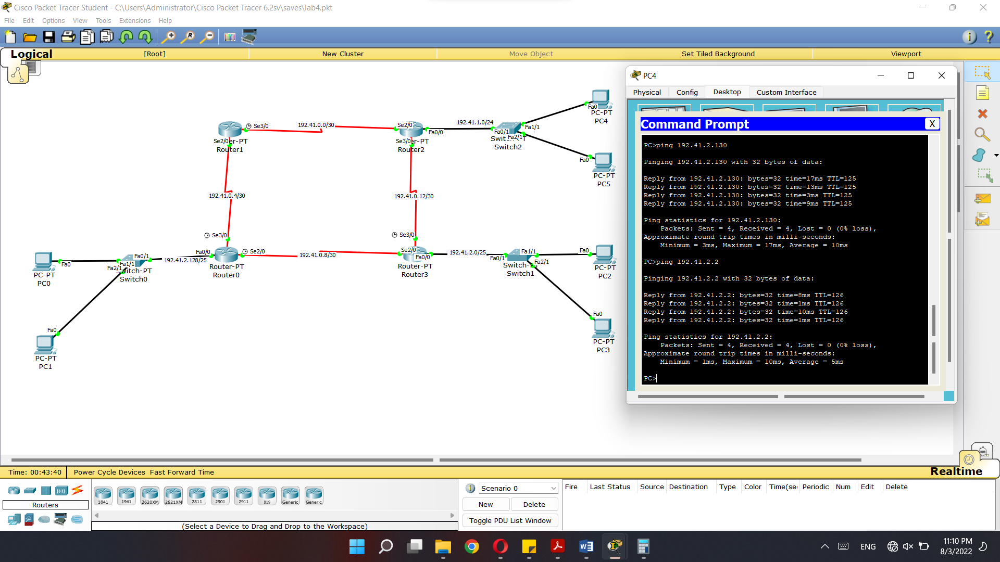 Cisco Packet Tracer Student - C:\Users\Administrator\Cisco Packet Tracer 6.2sv\saves\lab4.pkt
File Edit Options View Tools Extensions Help
Logical [Root] New Cluster Move Object Set Tiled Background Viewport
Se3/0
Se2/0
Router1
192.41.0.0/30
Se2/0
Fa0/0
Se3/0
Router2
192.41.1.0/24
Fa0/1
Fa1/1
Fa2/1
Switch2
Fa0
PC-PT
PC4
Fa0
PC-PT
PC5
192.41.0.4/30
192.41.0.12/30
Se3/0
Fa0/0
Se2/0
Router-PT
Router0
192.41.0.8/30
Se3/0
Se2/0
Fa0/0
Router-PT
Router3
192.41.2.0/25
Fa0/1
Fa1/1
Fa2/1
Switch1
Fa0
PC-PT
PC2
Fa0
PC-PT
PC3
Fa0
PC-PT
PC0
Fa0/1
Fa1/1
Fa2/1
Switch0
192.41.2.128/25
Fa0
PC-PT
PC1
PC4
Physical Config Desktop Custom Interface
Command Prompt X
PC>ping 192.41.2.130
Pinging 192.41.2.130 with 32 bytes of data:
Reply from 192.41.2.130: bytes=32 time=17ms TTL=125
Reply from 192.41.2.130: bytes=32 time=13ms TTL=125
Reply from 192.41.2.130: bytes=32 time=3ms TTL=125
Reply from 192.41.2.130: bytes=32 time=9ms TTL=125
Ping statistics for 192.41.2.130:
Packets: Sent = 4, Received = 4, Lost = 0 (0% loss),
Approximate round trip times in milli-seconds:
Minimum = 3ms, Maximum = 17ms, Average = 10ms
PC>ping 192.41.2.2
Pinging 192.41.2.2 with 32 bytes of data:
Reply from 192.41.2.2: bytes=32 time=8ms TTL=126
Reply from 192.41.2.2: bytes=32 time=1ms TTL=126
Reply from 192.41.2.2: bytes=32 time=10ms TTL=126
Reply from 192.41.2.2: bytes=32 time=1ms TTL=126
Ping statistics for 192.41.2.2:
Packets: Sent = 4, Received = 4, Lost = 0 (0% loss),
Approximate round trip times in milli-seconds:
Minimum = 1ms, Maximum = 10ms, Average = 5ms
PC>
Time: 00:43:40 Power Cycle Devices Fast Forward Time
Realtime
Routers
1841 1941 2620XM 2621XM 2811 2901 2911 819 Generic Generic
(Select a Device to Drag and Drop to the Workspace)
Scenario 0
New Delete
Toggle PDU List Window
Fire Last Status Source Destination Type Color Time(sec Periodic Num Edit Delete
ENG
11:10 PM
8/3/2022